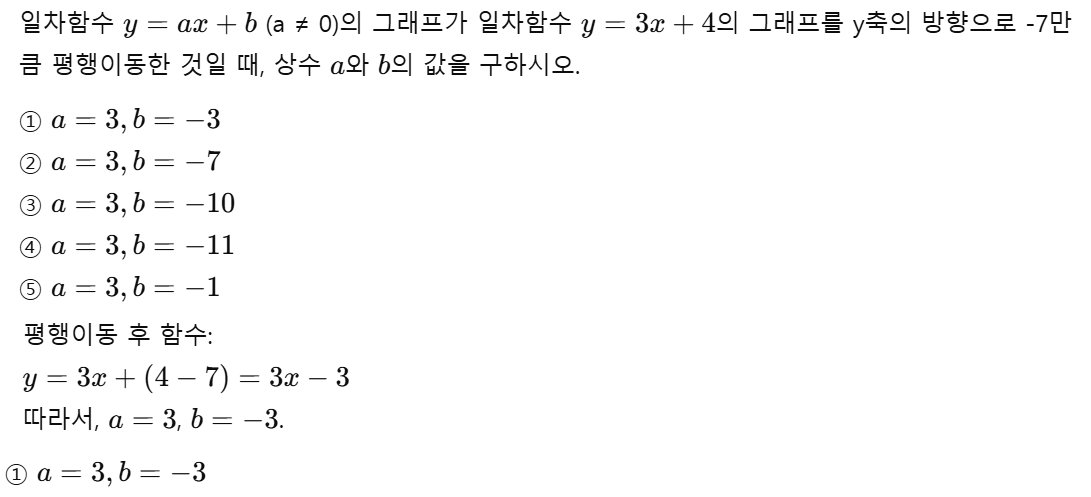 일차함수 y = ax + b (a ≠ 0)의 그래프가 일차함수 y = 3x + 4의 그래프를 y축의 방향으로 -7만
큼 평행이동한 것일 때, 상수 a와 b의 값을 구하시오.
① a = 3, b = −3
② a = 3, b = −7
③ a = 3, b = −10
④ a = 3, b = −11
⑤ a = 3, b = −1
평행이동 후 함수:
y = 3x + (4 − 7) = 3x − 3
따라서, a = 3, b = −3.
① a = 3, b = −3